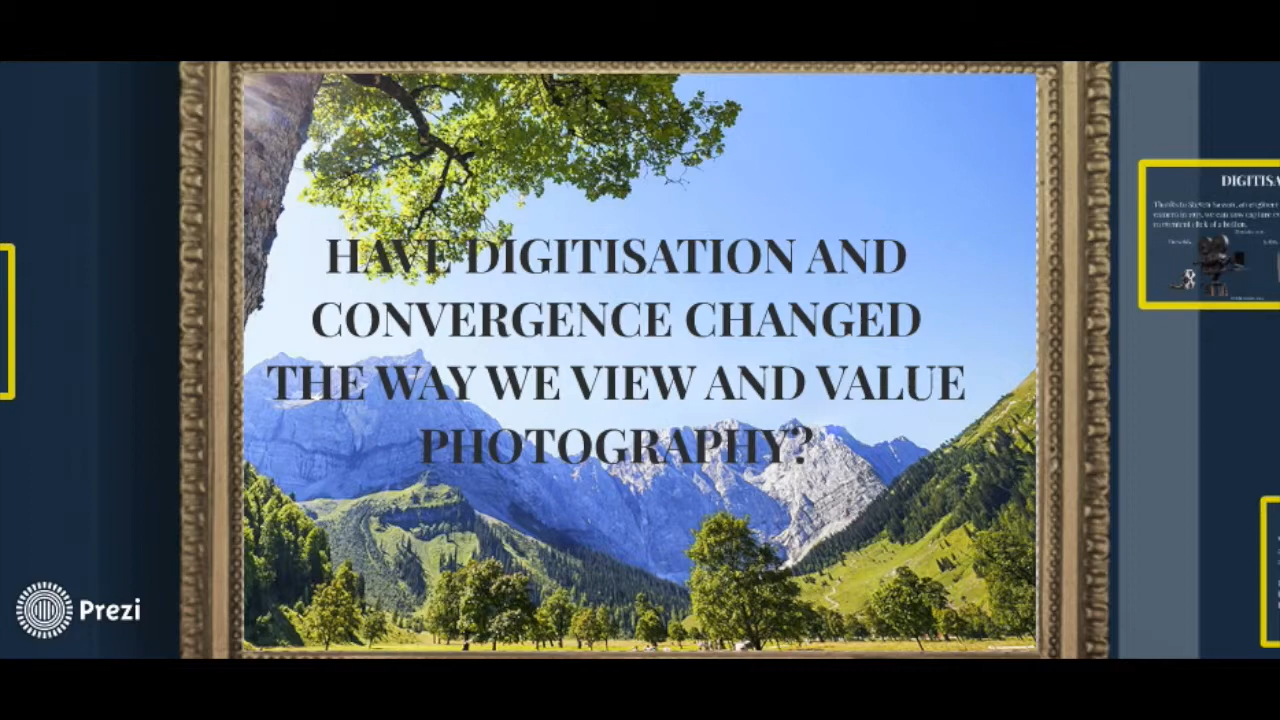 HAVE DIGITISATION AND
CONVERGENCE CHANGED
THE WAY WE VIEW AND VALUE
PHOTOGRAPHY?
DIGITISA
Prezi